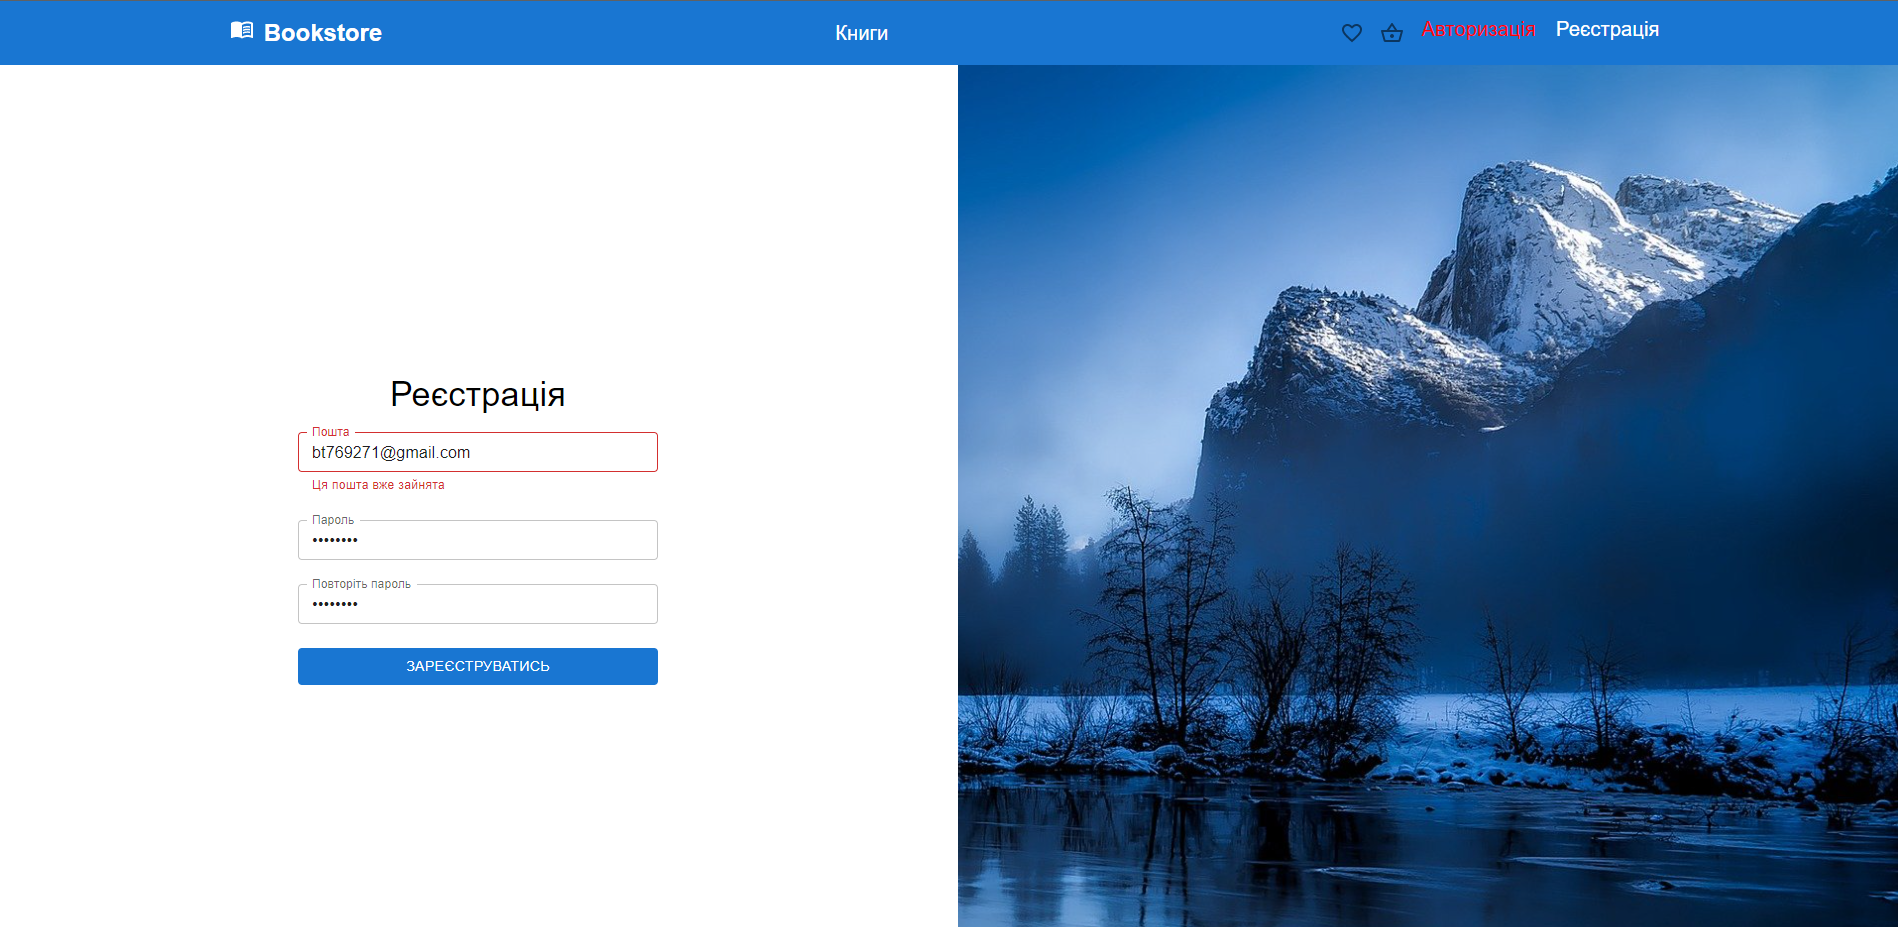 Bookstore
Книги
Авторизація
Реєстрація
Реєстрація
Пошта
bt769271@gmail.com
Ця пошта вже зайнята
Пароль
••••••••
Повторіть пароль
••••••••
ЗАРЕЄСТРУВАТИСЬ